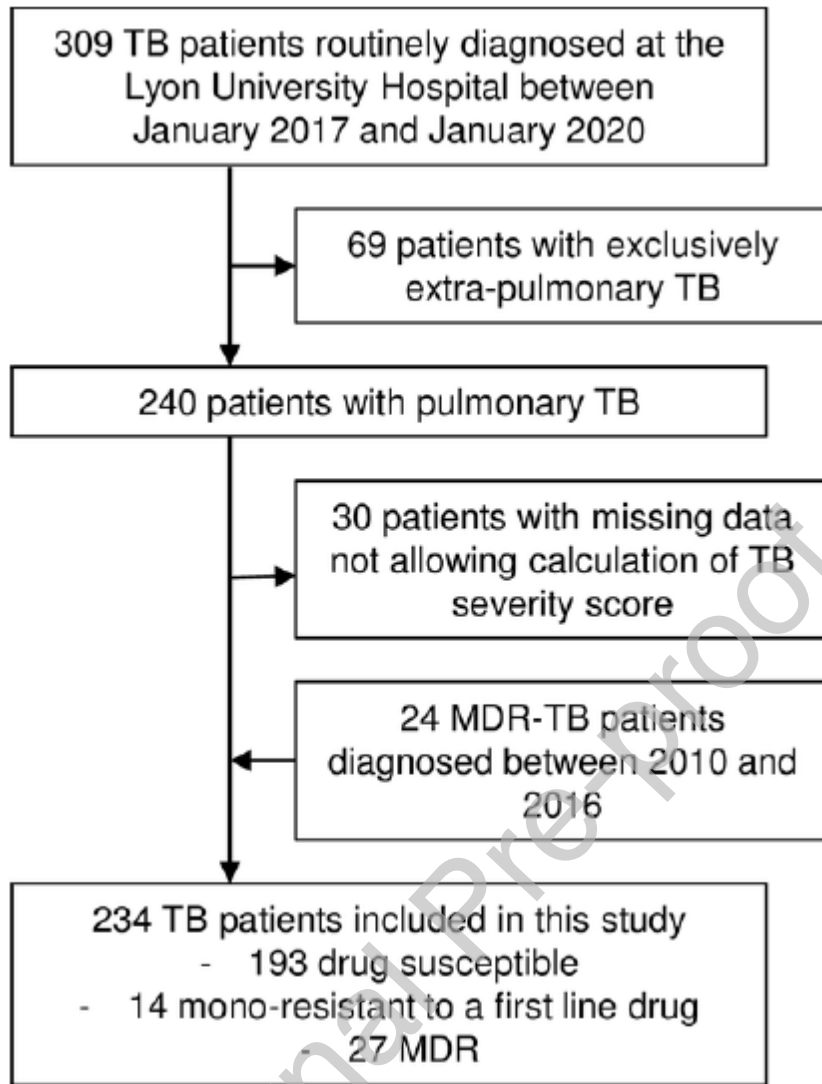 309 TB patients routinely diagnosed at the
Lyon University Hospital between
January 2017 and January 2020
69 patients with exclusively
extra-pulmonary TB
240 patients with pulmonary TB
30 patients with missing data
not allowing calculation of TB
severity score
24 MDR-TB patients
diagnosed between 2010 and
2016
234 TB patients included in this study
- 193 drug susceptible
- 14 mono-resistant to a first line drug
- 27 MDR
nal Pre-proof